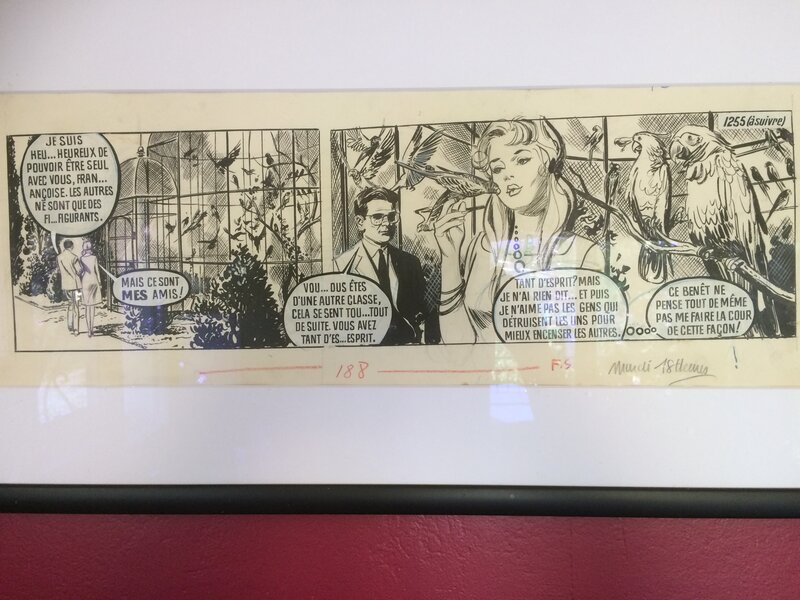 JE SUIS
HEU...HEUREUX DE
POUVOIR ÊTRE SEUL
AVEC VOUS, FRAN...
ANÇOISE. LES AUTRES
NE SONT QUE DES
FI... FIGURANTS.
MAIS CE SONT
MES AMIS!
VOU... OUS ÊTES
D'UNE AUTRE CLASSE,
CELA SE SENT TOU...TOUT
DE SUITE. VOUS AVEZ
TANT D'ES...ESPRIT.
TANT D'ESPRIT? MAIS
JE N'AI RIEN DIT... ET PUIS
JE N'AIME PAS LES GENS QUI
DÉTRUISENT LES UNS POUR
MIEUX ENCENSER LES AUTRES.
1255 (à suivre)
CE BENÊT NE
PENSE TOUT DE MÊME
PAS ME FAIRE LA COUR
DE CETTE FAÇON!
188
F.S
Mardi 18 Heures
!